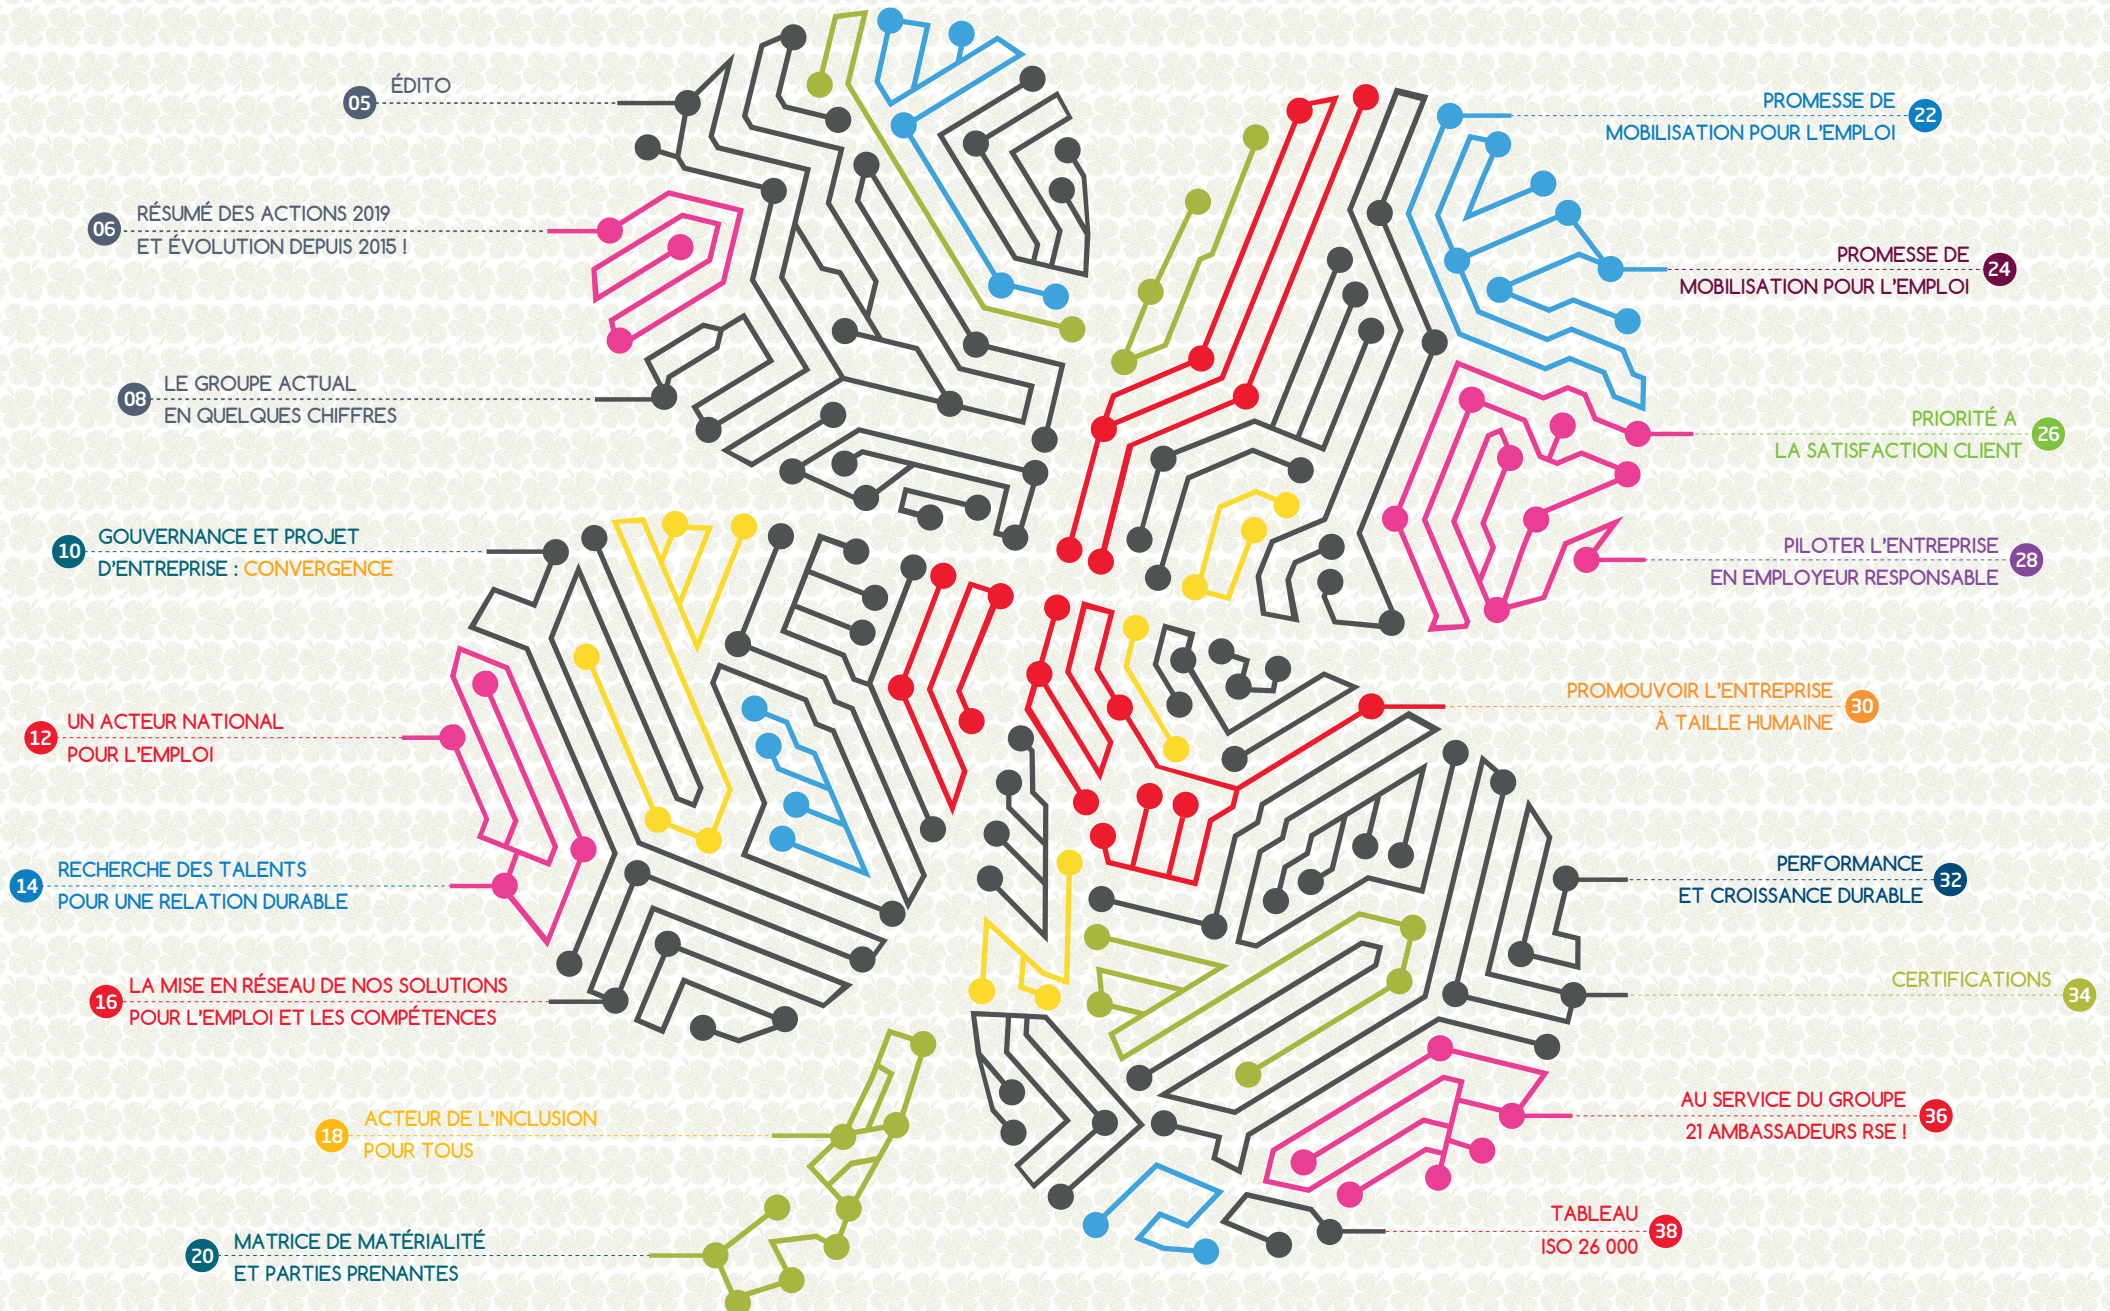 05 ÉDITO
06 RÉSUMÉ DES ACTIONS 2019
ET ÉVOLUTION DEPUIS 2015 !
08 LE GROUPE ACTUAL
EN QUELQUES CHIFFRES
10 GOUVERNANCE ET PROJET
D'ENTREPRISE : CONVERGENCE
12 UN ACTEUR NATIONAL
POUR L'EMPLOI
14 RECHERCHE DES TALENTS
POUR UNE RELATION DURABLE
16 LA MISE EN RÉSEAU DE NOS SOLUTIONS
POUR L'EMPLOI ET LES COMPÉTENCES
18 ACTEUR DE L'INCLUSION
POUR TOUS
20 MATRICE DE MATÉRIALITÉ
ET PARTIES PRENANTES
PROMESSE DE 22
MOBILISATION POUR L'EMPLOI
PROMESSE DE 24
MOBILISATION POUR L'EMPLOI
PRIORITÉ A 26
LA SATISFACTION CLIENT
PILOTER L'ENTREPRISE 28
EN EMPLOYEUR RESPONSABLE
PROMOUVOIR L'ENTREPRISE 30
À TAILLE HUMAINE
PERFORMANCE 32
ET CROISSANCE DURABLE
CERTIFICATIONS 34
AU SERVICE DU GROUPE 36
21 AMBASSADEURS RSE !
TABLEAU 38
ISO 26 000